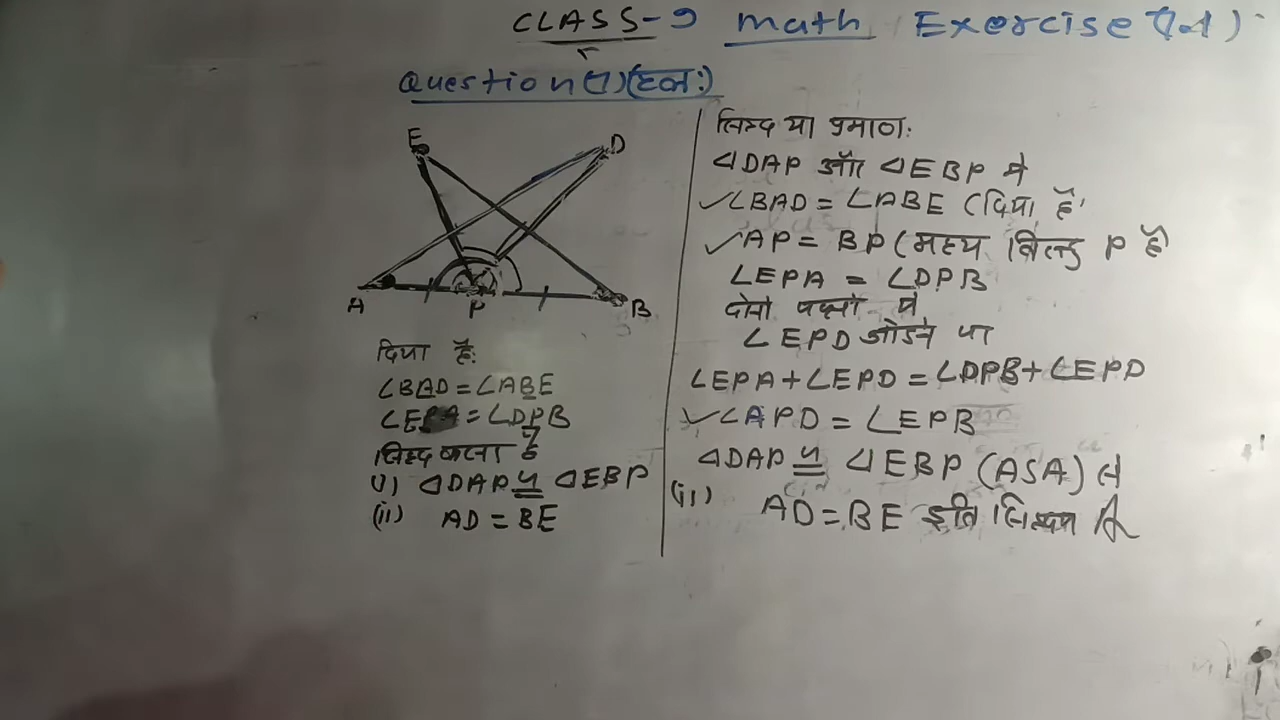 CLASS-9 math Exercise (7.1)
Question (7) (हलः)
E
D
A
P
B
दिया हैः
∠BAD = ∠ABE
∠EPA = ∠DPB
सिद्ध करना है
(i) △DAP ≅ △EBP
(ii) AD = BE
सिद्ध या प्रमाणः
△DAP और △EBP में
✓∠BAD = ∠ABE (दिया है'
✓AP = BP (मध्य बिन्दु P है
∠EPA = ∠DPB
दोनो पक्षो में
∠EPD जोडने पर
∠EPA + ∠EPD = ∠DPB + ∠EPD
✓∠APD = ∠EPB
△DAP ≅ △EBP (ASA) से
(ii) AD = BE इति सिद्धम